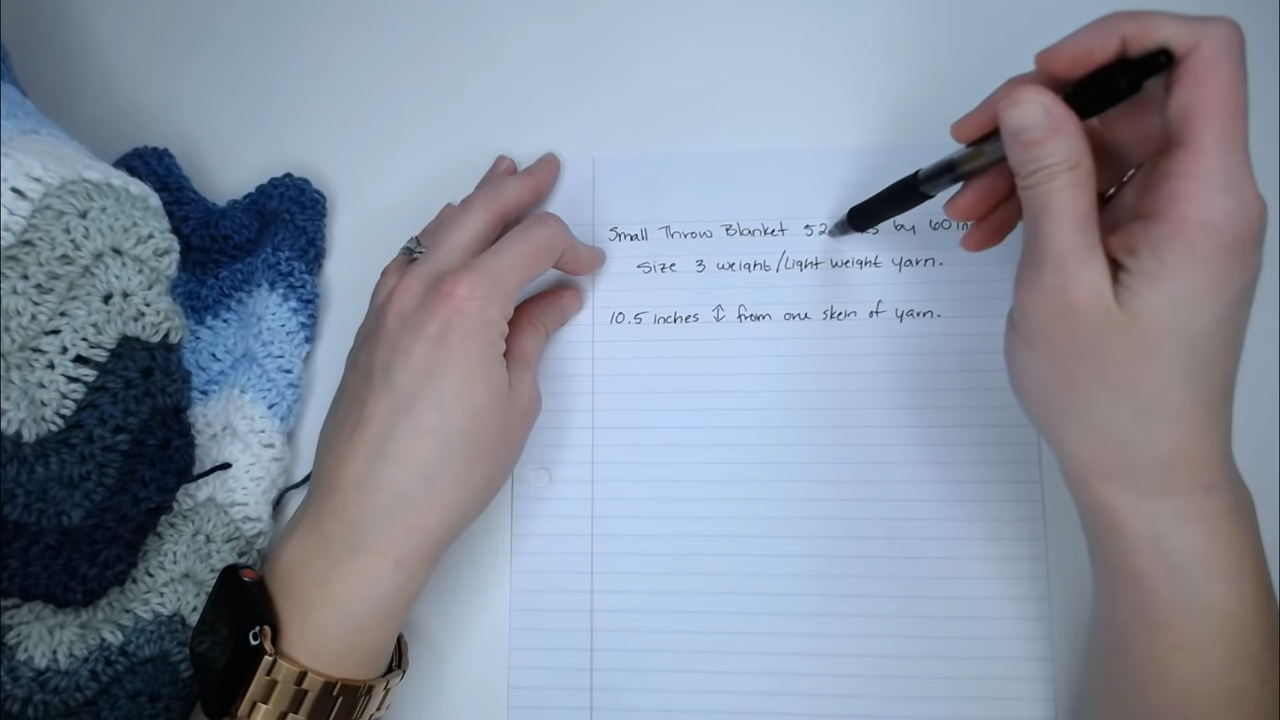 Small Throw Blanket 52 by 60
Size 3 weight/Light weight yarn.
10.5 inches ↕ from one skein of yarn.